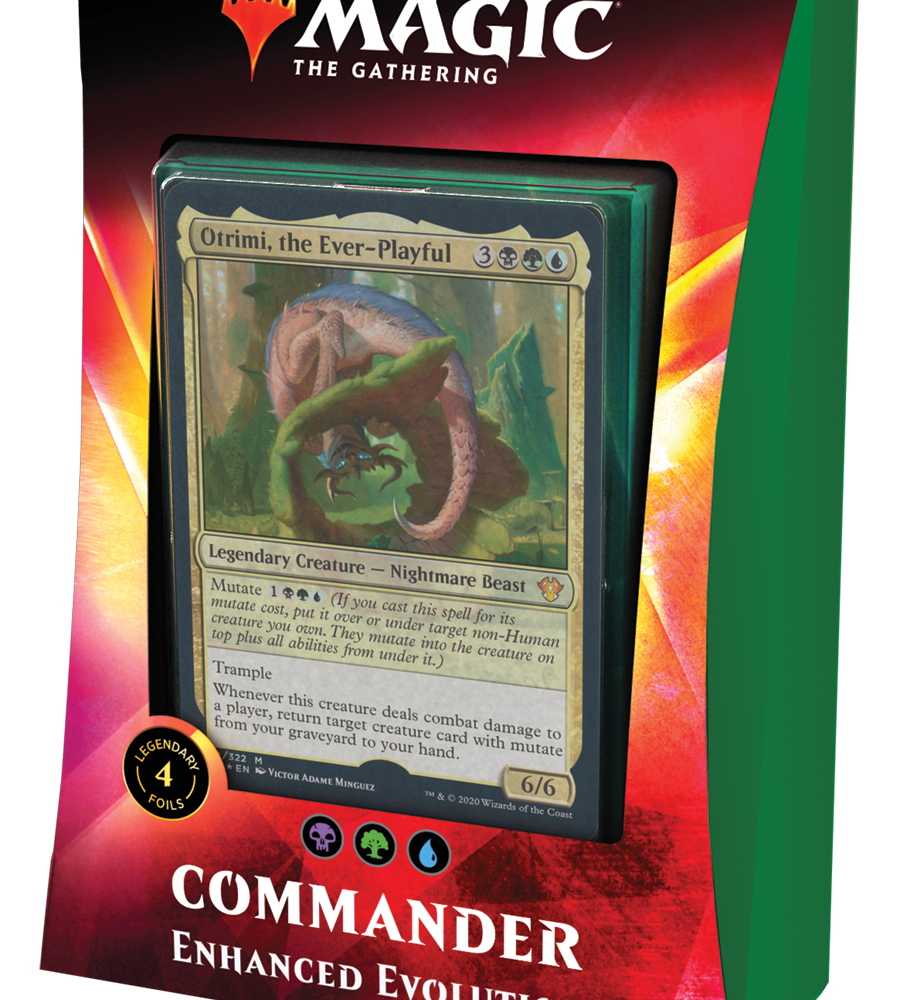 MAGIC
THE GATHERING
Otrimi, the Ever-Playful 3
Legendary Creature — Nightmare Beast
Mutate 1 (If you cast this spell for its
mutate cost, put it over or under target non-Human
creature you own. They mutate into the creature on
top plus all abilities from under it.)
Trample
Whenever this creature deals combat damage to
a player, return target creature card with mutate
from your graveyard to your hand.
6/6
/322 M
EN VICTOR ADAME MINGUEZ
™ & © 2020 Wizards of the Coast
LEGENDARY
4
FOILS
COMMANDER
ENHANCED